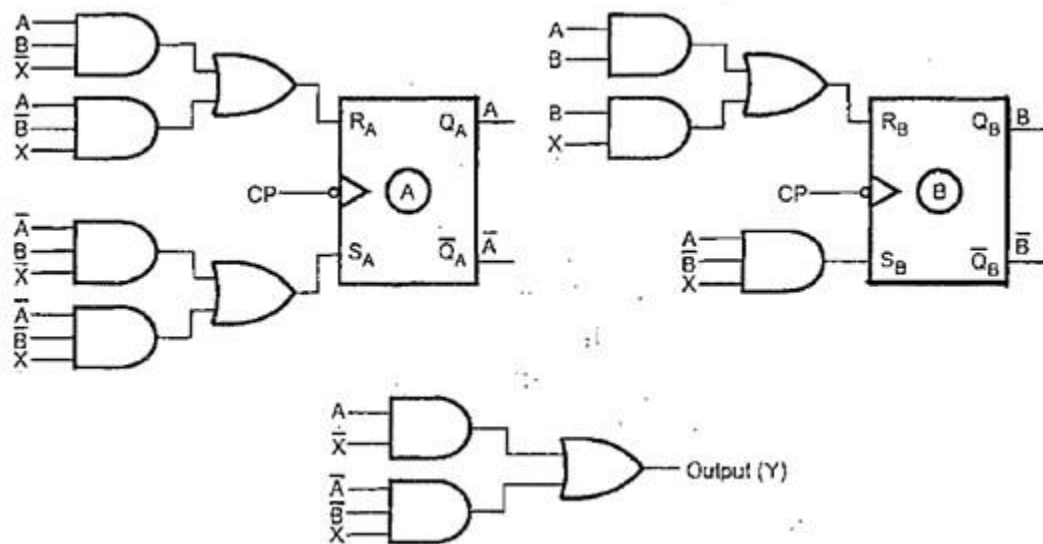 A
B
X̅
A
B̅
X
R_A
Q_A
A
CP
A
A̅
B
X̅
S_A
Q̅_A
A̅
A̅
B̅
X
A
B
B
X
R_B
Q_B
B
CP
B
A
B̅
X
S_B
Q̅_B
B̅
A
X̅
A̅
B̅
X
Output (Y)